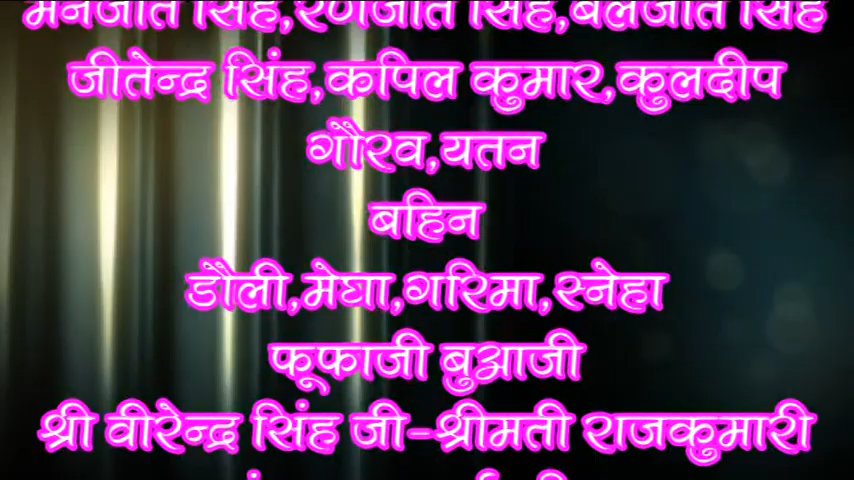 मनजीत सिंह,रणजीत सिंह,बलजीत सिंह
जीतेन्द्र सिंह,कपिल कुमार,कुलदीप
गौरव,यतन
बहिन
डौली,मेघा,गरिमा,स्नेहा
फूफाजी बुआजी
श्री वीरेन्द्र सिंह जी-श्रीमती राजकुमारी